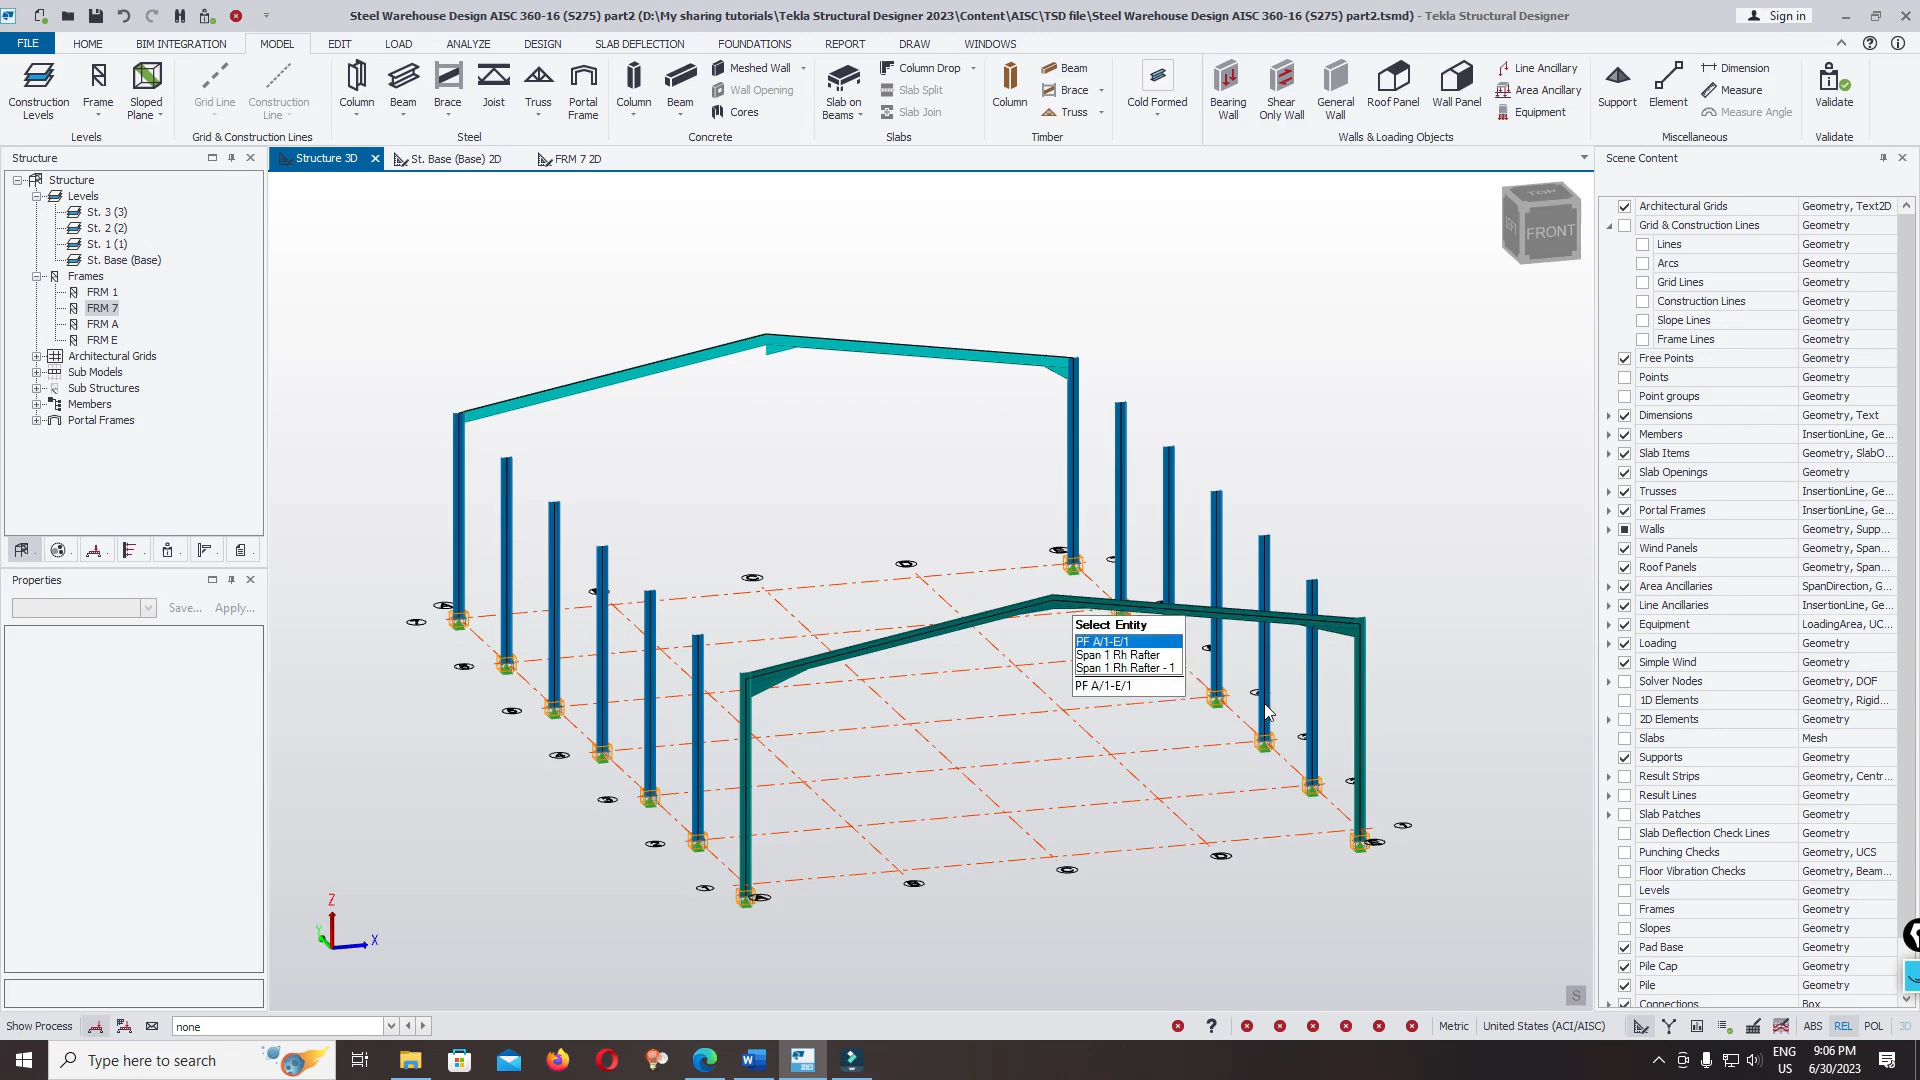 Steel Warehouse Design AISC 360-16 (S275) part2 (D:\My sharing tutorials\Tekla Structural Designer 2023\Content\AISC\TSD file\Steel Warehouse Design AISC 360-16 (S275) part2.tsmd) - Tekla Structural Designer
Sign in
FILE HOME BIM INTEGRATION MODEL EDIT LOAD ANALYZE DESIGN SLAB DEFLECTION FOUNDATIONS REPORT DRAW WINDOWS
Construction Levels
Frame
Sloped Plane
Levels
Grid Line
Construction Line
Grid & Construction Lines
Column
Beam
Brace
Joist
Truss
Portal Frame
Steel
Column
Beam
Meshed Wall
Wall Opening
Cores
Concrete
Slab on Beams
Column Drop
Slab Split
Slab Join
Slabs
Column
Beam
Brace
Truss
Timber
Cold Formed
Bearing Wall
Shear Only Wall
General Wall
Roof Panel
Wall Panel
Line Ancillary
Area Ancillary
Equipment
Walls & Loading Objects
Support
Element
Dimension
Measure
Measure Angle
Miscellaneous
Validate
Validate
Structure
Structure
Levels
St. 3 (3)
St. 2 (2)
St. 1 (1)
St. Base (Base)
Frames
FRM 1
FRM 7
FRM A
FRM E
Architectural Grids
Sub Models
Sub Structures
Members
Portal Frames
Properties
Save... Apply...
Structure 3D
St. Base (Base) 2D
FRM 7 2D
TOP
LEFT
FRONT
Select Entity
PF A/1-E/1
Span 1 Rh Rafter
Span 1 Rh Rafter - 1
PF A/1-E/1
Z
Y
X
S
Scene Content
Architectural Grids Geometry, Text2D
Grid & Construction Lines Geometry
Lines Geometry
Arcs Geometry
Grid Lines Geometry
Construction Lines Geometry
Slope Lines Geometry
Frame Lines Geometry
Free Points Geometry
Points Geometry
Point groups Geometry
Dimensions Geometry, Text
Members InsertionLine, Ge...
Slab Items Geometry, SlabO...
Slab Openings Geometry
Trusses InsertionLine, Ge...
Portal Frames InsertionLine, Ge...
Walls Geometry, Supp...
Wind Panels Geometry, Span...
Roof Panels Geometry, Span...
Area Ancillaries SpanDirection, G...
Line Ancillaries InsertionLine, Ge...
Equipment LoadingArea, UC...
Loading Geometry
Simple Wind Geometry
Solver Nodes Geometry, DOF
1D Elements Geometry, Rigid...
2D Elements Geometry
Slabs Mesh
Supports Geometry
Result Strips Geometry, Centr...
Result Lines Geometry
Slab Patches Geometry
Slab Deflection Check Lines Geometry
Punching Checks Geometry, UCS
Floor Vibration Checks Geometry, Beam...
Levels Geometry
Frames Geometry
Slopes Geometry
Pad Base Geometry
Pile Cap Geometry
Pile Geometry
Connections Box
Show Process none
Metric United States (ACI/AISC) ABS REL POL 3D
Type here to search
ENG
US
9:06 PM
6/30/2023